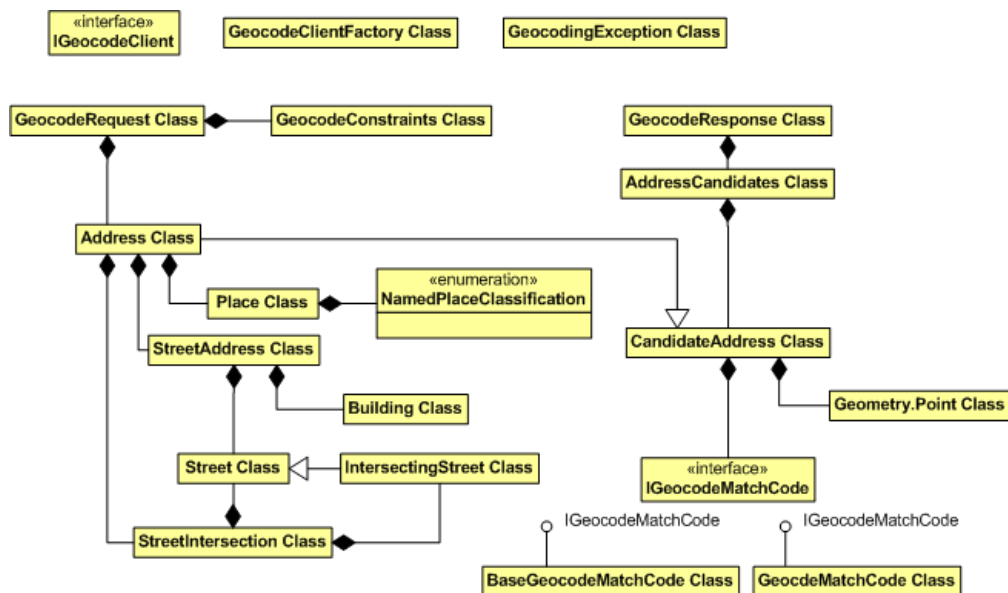 «interface»
IGeocodeClient
GeocodeClientFactory Class
GeocodingException Class
GeocodeRequest Class
GeocodeConstraints Class
GeocodeResponse Class
AddressCandidates Class
Address Class
Place Class
«enumeration»
NamedPlaceClassification
StreetAddress Class
CandidateAddress Class
Building Class
Geometry.Point Class
Street Class
IntersectingStreet Class
«interface»
IGeocodeMatchCode
StreetIntersection Class
IGeocodeMatchCode
IGeocodeMatchCode
BaseGeocodeMatchCode Class
GeocdeMatchCode Class